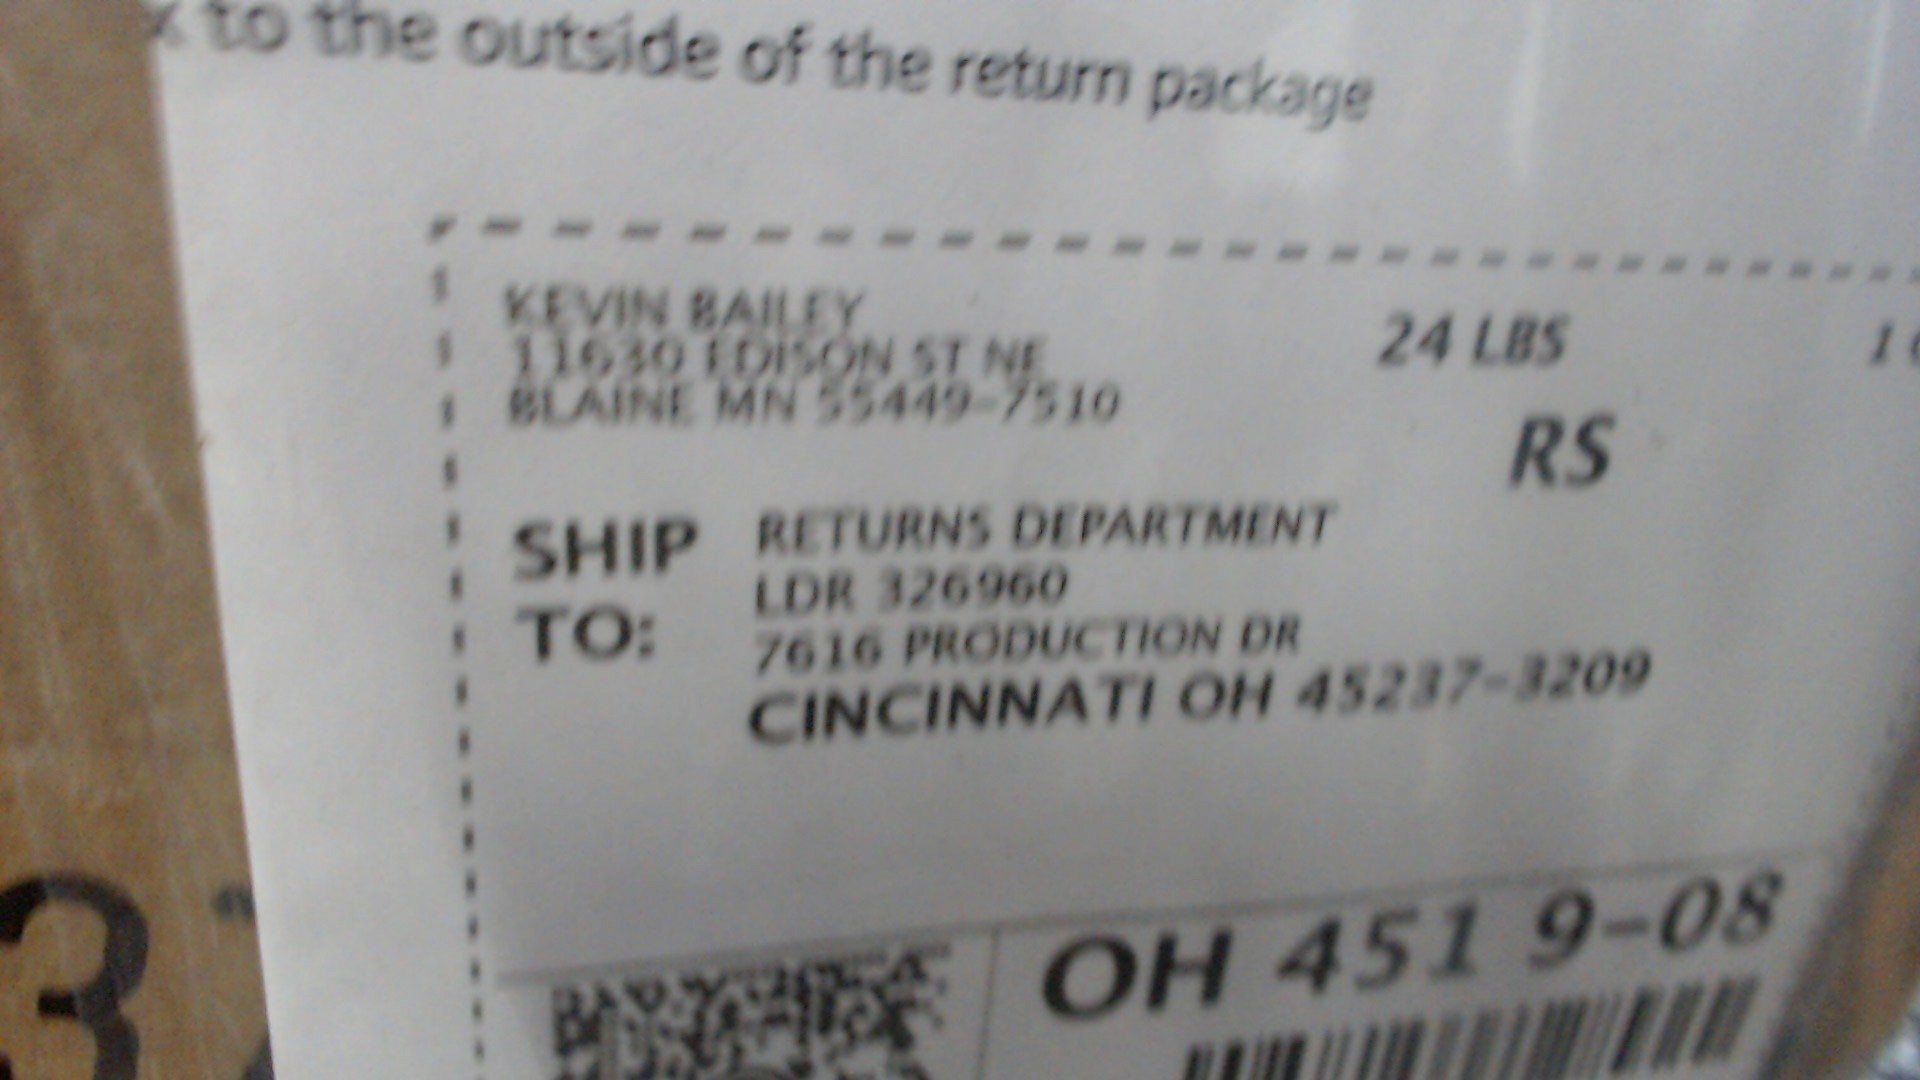 to the outside of the return package
KEVIN BAILEY
11630 EDISON ST NE
BLAINE MN 55449-7510
24 LBS
RS
SHIP TO:
RETURNS DEPARTMENT
LDR 326960
7616 PRODUCTION DR
CINCINNATI OH 45237-3209
OH 451 9-08